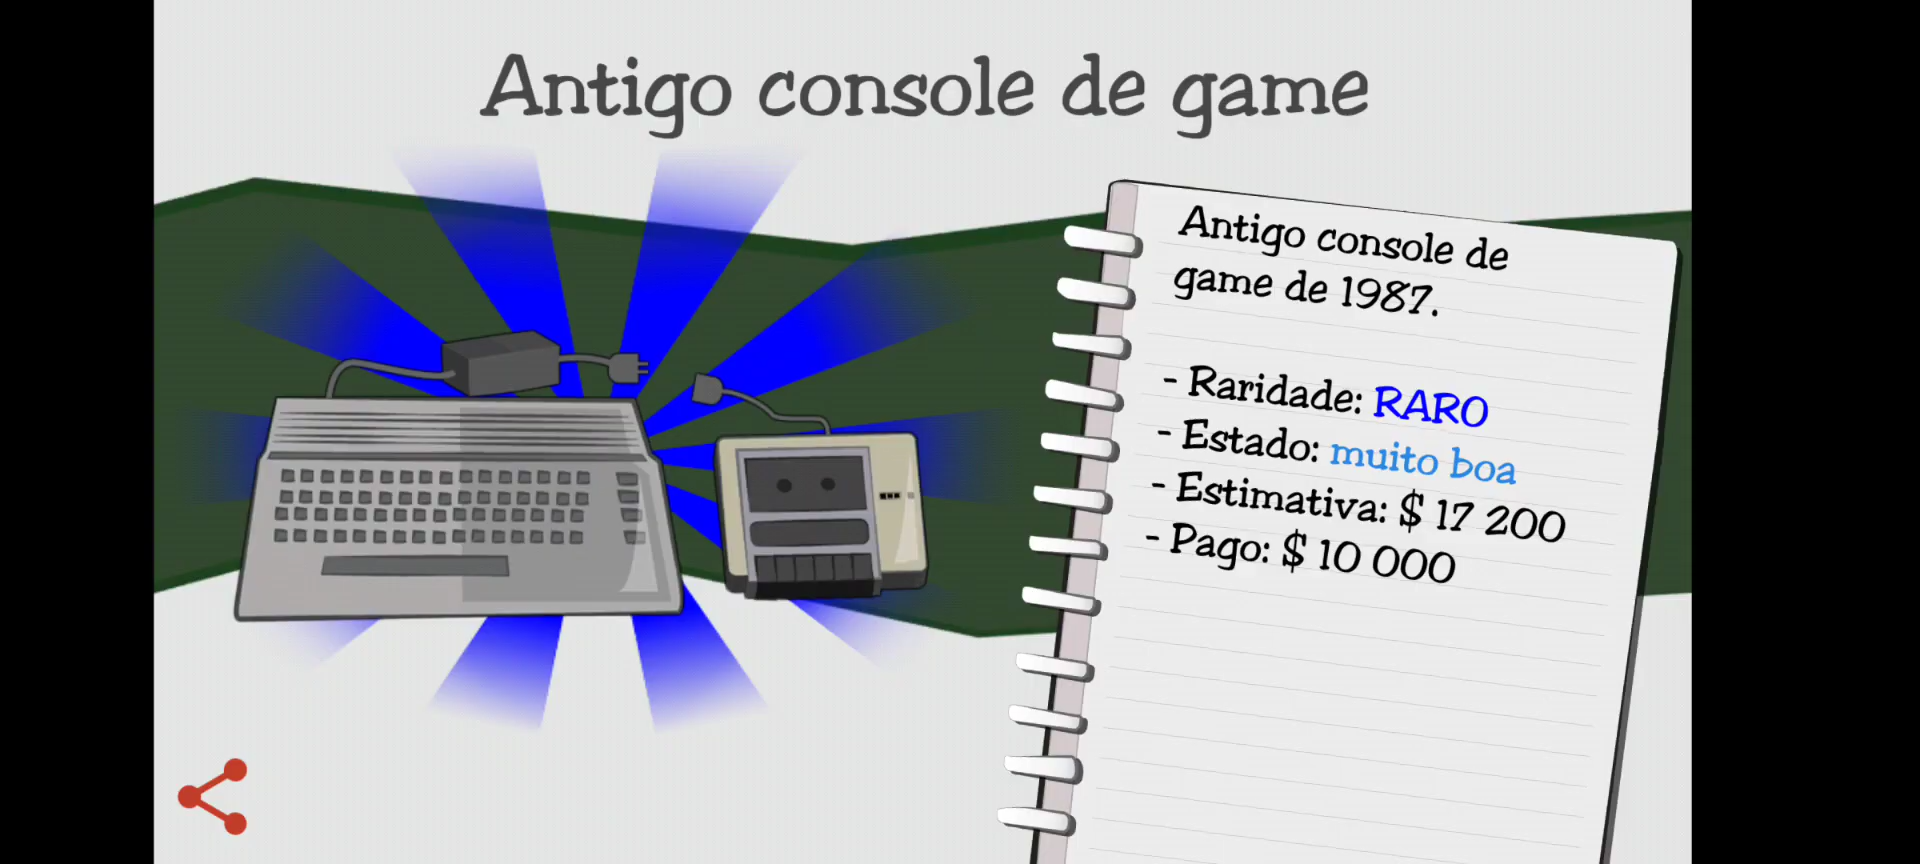 Antigo console de game
Antigo console de
game de 1987.
- Raridade: RARO
- Estado: muito boa
- Estimativa: $ 17 200
- Pago: $ 10 000